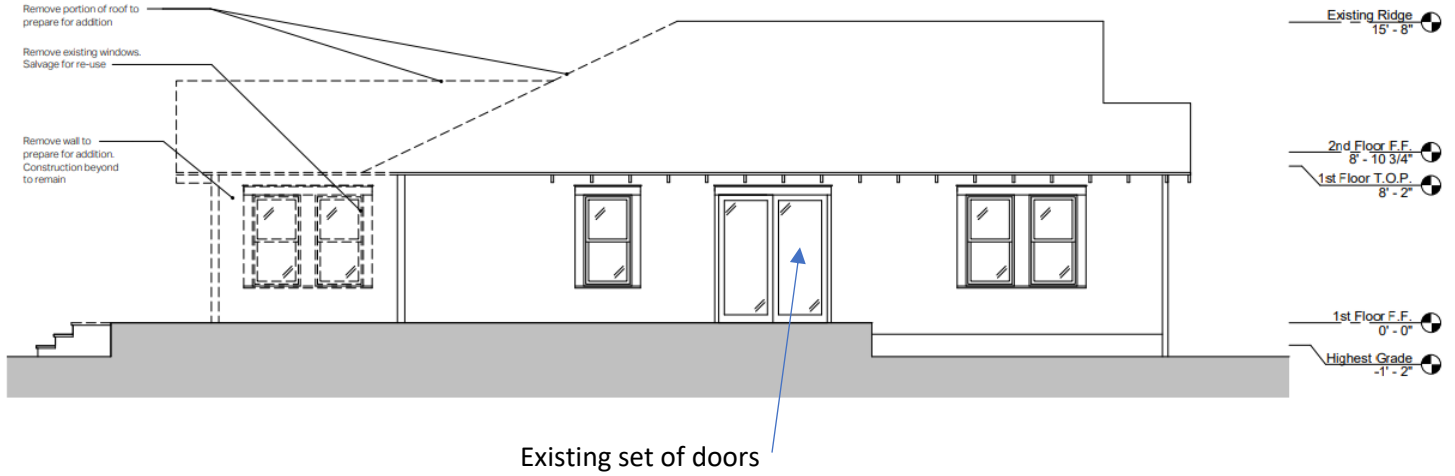 Remove portion of roof to
prepare for addition
Remove existing windows.
Salvage for re-use
Remove wall to
prepare for addition.
Construction beyond
to remain
Existing Ridge
15' - 8"
2nd Floor F.F.
8' - 10 3/4"
1st Floor T.O.P.
8' - 2"
1st Floor F.F.
0' - 0"
Highest Grade
-1' - 2"
Existing set of doors